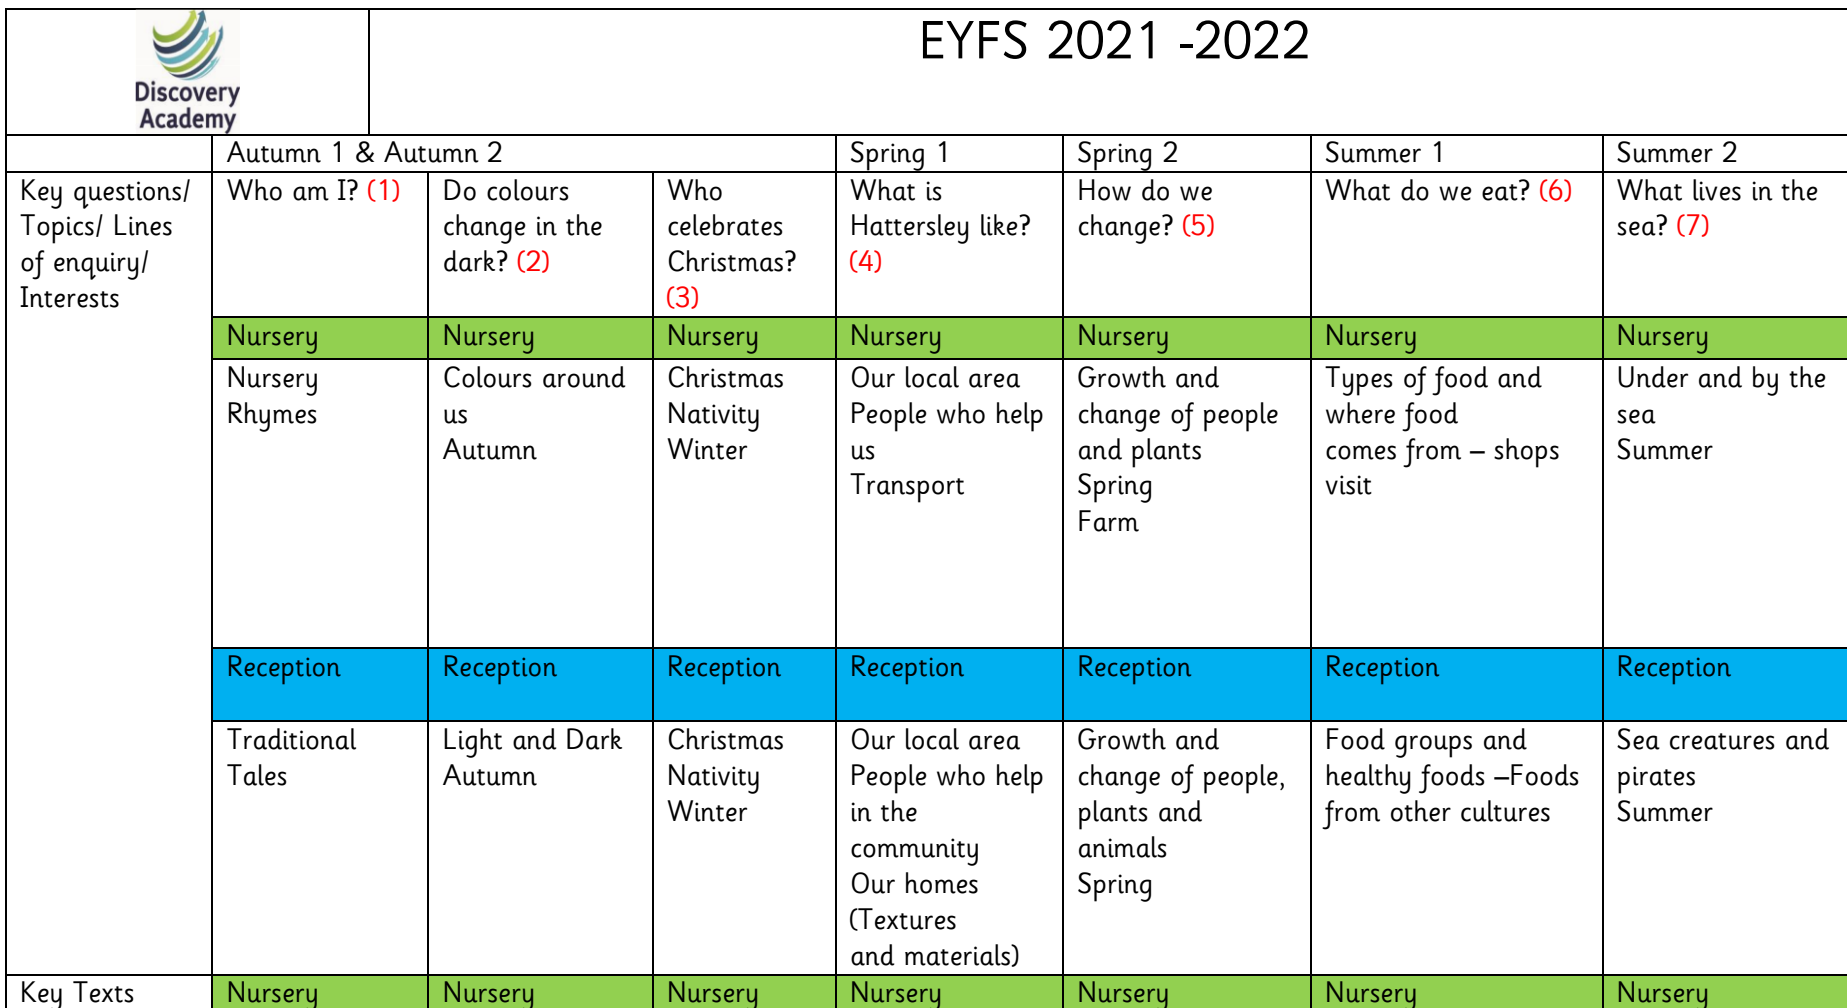 Discovery
Academy
EYFS 2021 -2022
Autumn 1 & Autumn 2
Spring 1
Spring 2
Summer 1
Summer 2
Key questions/
Topics/ Lines
of enquiry/
Interests
Who am I? (1)
Do colours
change in the
dark? (2)
Who
celebrates
Christmas?
(3)
What is
Hattersley like?
(4)
How do we
change? (5)
What do we eat? (6)
What lives in the
sea? (7)
Nursery
Nursery
Nursery
Nursery
Nursery
Nursery
Nursery
Nursery
Rhymes
Colours around
us
Autumn
Christmas
Nativity
Winter
Our local area
People who help
us
Transport
Growth and
change of people
and plants
Spring
Farm
Types of food and
where food
comes from – shops
visit
Under and by the
sea
Summer
Reception
Reception
Reception
Reception
Reception
Reception
Reception
Traditional
Tales
Light and Dark
Autumn
Christmas
Nativity
Winter
Our local area
People who help
in the
community
Our homes
(Textures
and materials)
Growth and
change of people,
plants and
animals
Spring
Food groups and
healthy foods –Foods
from other cultures
Sea creatures and
pirates
Summer
Key Texts
Nursery
Nursery
Nursery
Nursery
Nursery
Nursery
Nursery